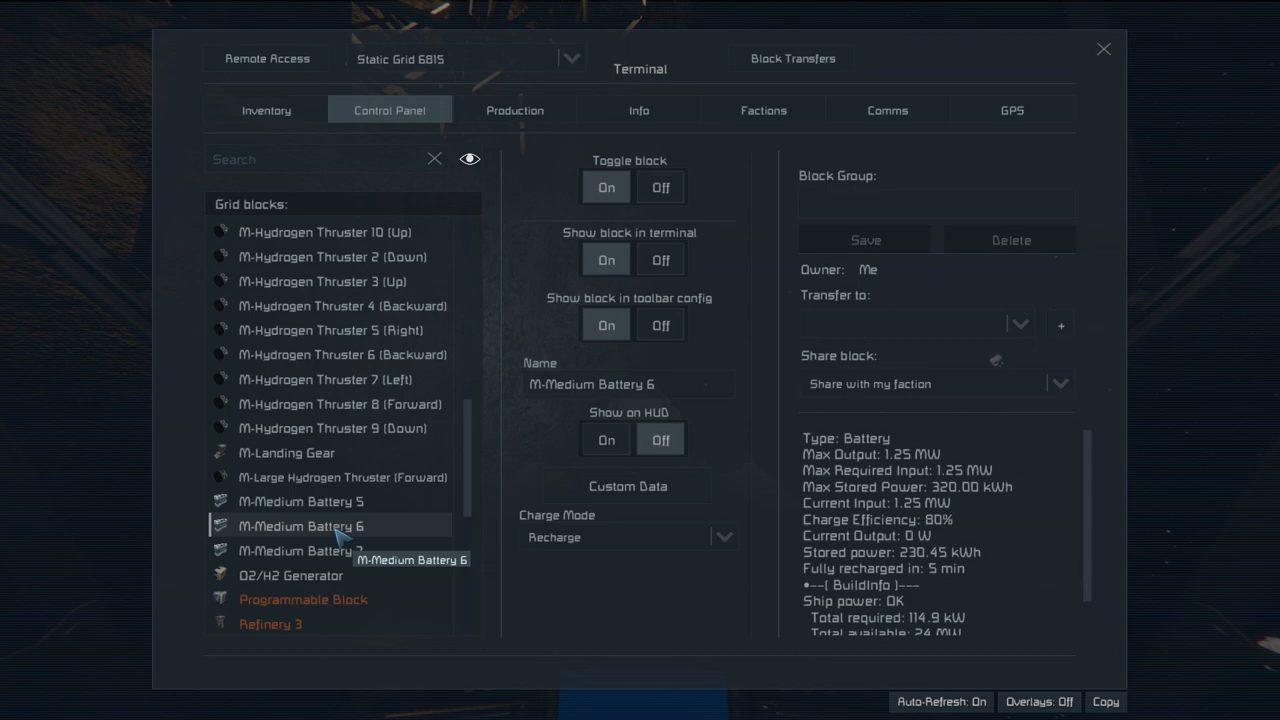 Remote Access
Static Grid 6815
Terminal
Block Transfers
Inventory
Control Panel
Production
Info
Factions
Comms
GPS
Search
Grid blocks:
M-Hydrogen Thruster 10 (Up)
M-Hydrogen Thruster 2 (Down)
M-Hydrogen Thruster 3 (Up)
M-Hydrogen Thruster 4 (Backward)
M-Hydrogen Thruster 5 (Right)
M-Hydrogen Thruster 6 (Backward)
M-Hydrogen Thruster 7 (Left)
M-Hydrogen Thruster 8 (Forward)
M-Hydrogen Thruster 9 (Down)
M-Landing Gear
M-Large Hydrogen Thruster (Forward)
M-Medium Battery 5
M-Medium Battery 6
M-Medium Battery 7
M-Medium Battery 6
O2/H2 Generator
Programmable Block
Refinery 3
Toggle block
On Off
Show block in terminal
On Off
Show block in toolbar config
On Off
Name
M-Medium Battery 6
Show on HUD
On Off
Custom Data
Charge Mode
Recharge
Block Group:
Save
Delete
Owner: Me
Transfer to:
+
Share block:
Share with my faction
Type: Battery
Max Output: 1.25 MW
Max Required Input: 1.25 MW
Max Stored Power: 320.00 kWh
Current Input: 1.25 MW
Charge Efficiency: 80%
Current Output: 0 W
Stored power: 230.45 kWh
Fully recharged in: 5 min
•--( BuildInfo )---
Ship power: OK
Total required: 114.9 kW
Total available: 24 MW
Auto-Refresh: On
Overlays: Off
Copy